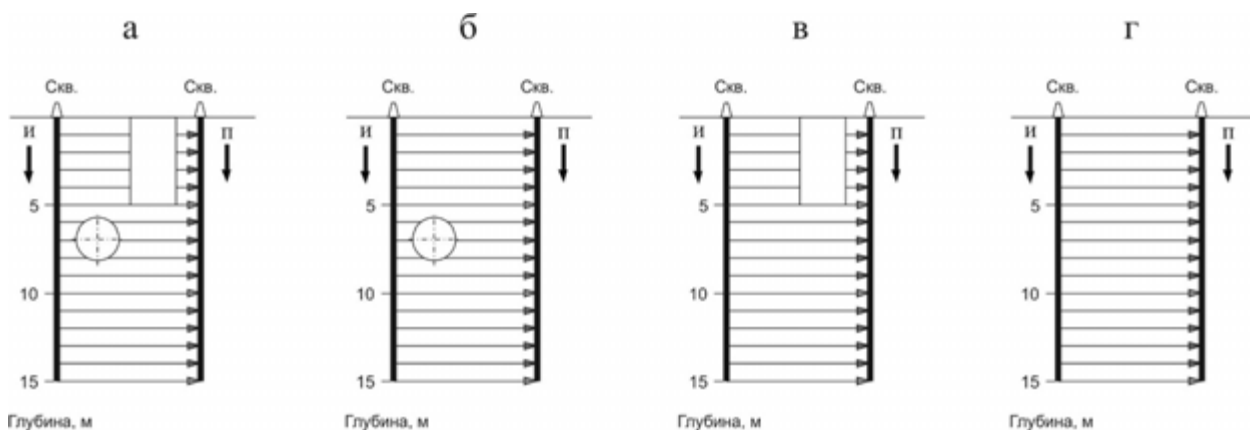 а б в г
Скв. Скв. Скв. Скв. Скв. Скв. Скв. Скв.
И П И П И П И П
5 5 5 5
10 10 10 10
15 15 15 15
Глубина, м Глубина, м Глубина, м Глубина, м